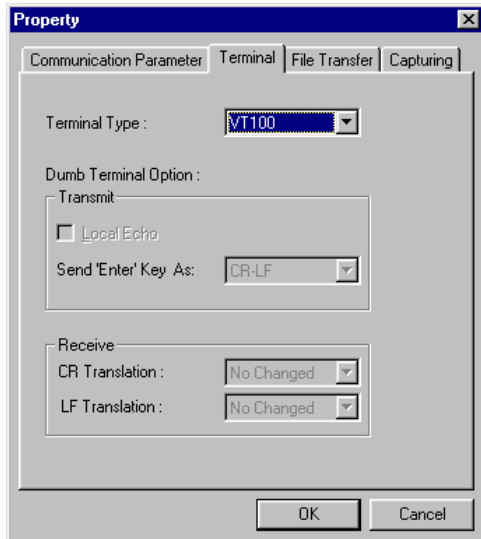 Property
Communication Parameter Terminal File Transfer Capturing
Terminal Type : VT100
Dumb Terminal Option :
Transmit
Local Echo
Send 'Enter' Key As: CR-LF
Receive
CR Translation : No Changed
LF Translation : No Changed
OK Cancel